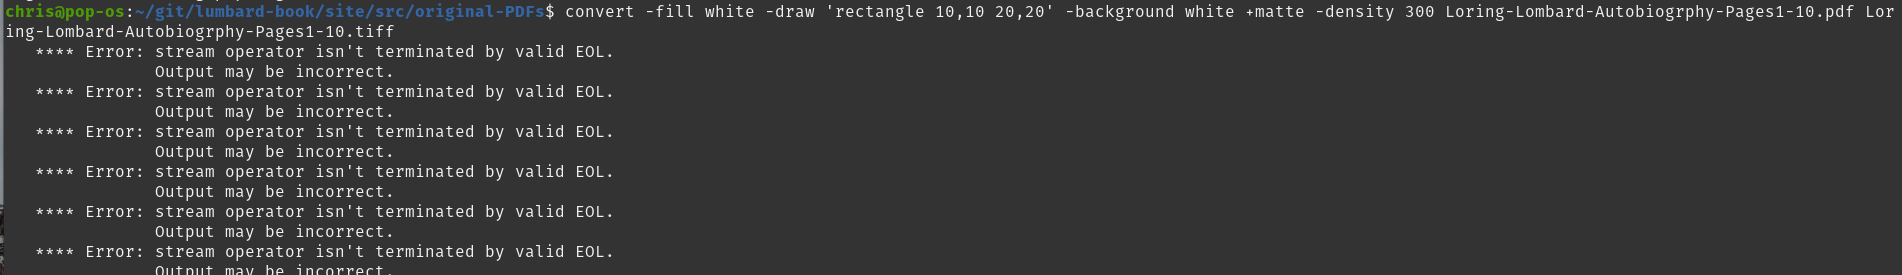 chris@pop-os:~/git/lumbard-book/site/src/original-PDFs$ convert -fill white -draw 'rectangle 10,10 20,20' -background white +matte -density 300 Loring-Lombard-Autobiogrphy-Pages1-10.pdf Lor
ing-Lombard-Autobiogrphy-Pages1-10.tiff
**** Error: stream operator isn't terminated by valid EOL.
Output may be incorrect.
**** Error: stream operator isn't terminated by valid EOL.
Output may be incorrect.
**** Error: stream operator isn't terminated by valid EOL.
Output may be incorrect.
**** Error: stream operator isn't terminated by valid EOL.
Output may be incorrect.
**** Error: stream operator isn't terminated by valid EOL.
Output may be incorrect.
**** Error: stream operator isn't terminated by valid EOL.
Output may be incorrect.